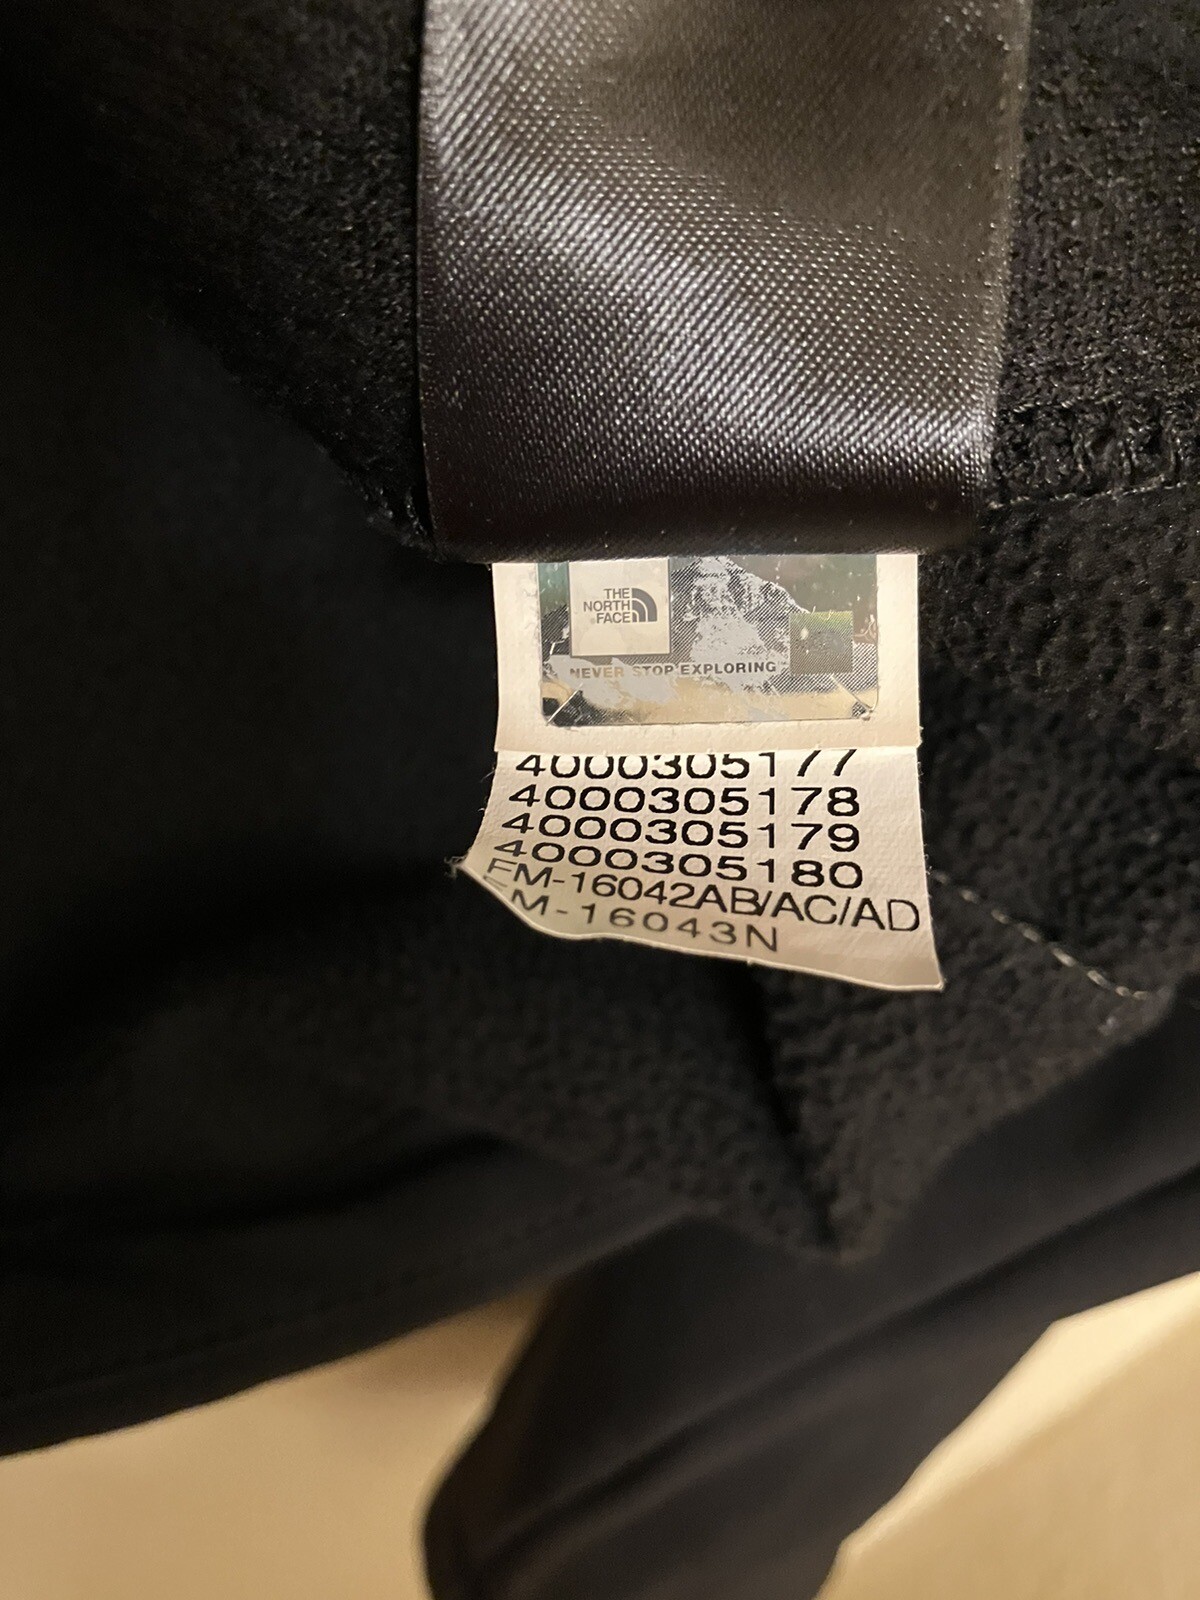 THE
NORTH
FACE
NEVER STOP EXPLORING
4000305177
4000305178
4000305179
4000305180
FM-16042AB/AC/AD
FM-16043N